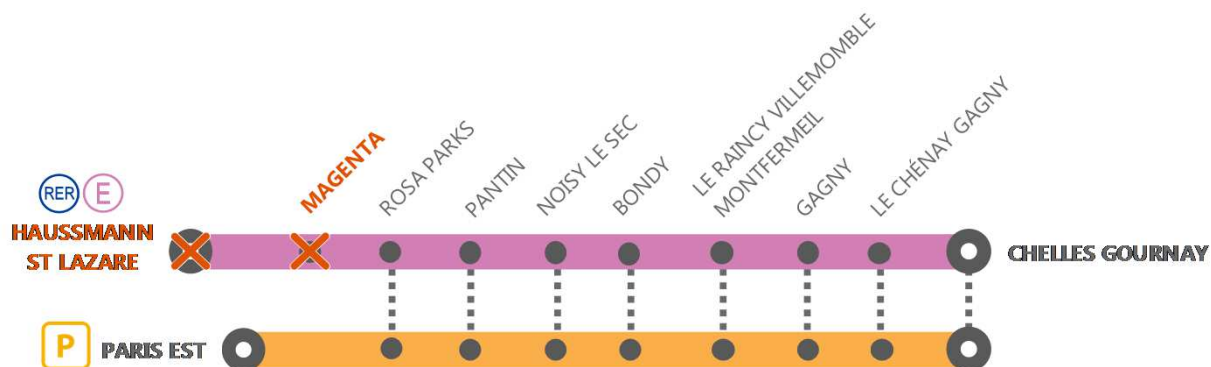 RER E
HAUSSMANN
ST LAZARE
MAGENTA
ROSA PARKS
PANTIN
NOISY LE SEC
BONDY
LE RAINCY VILLEMOMBLE
MONTFERMEIL
GAGNY
LE CHÉNAY GAGNY
CHELLES GOURNAY
P PARIS EST